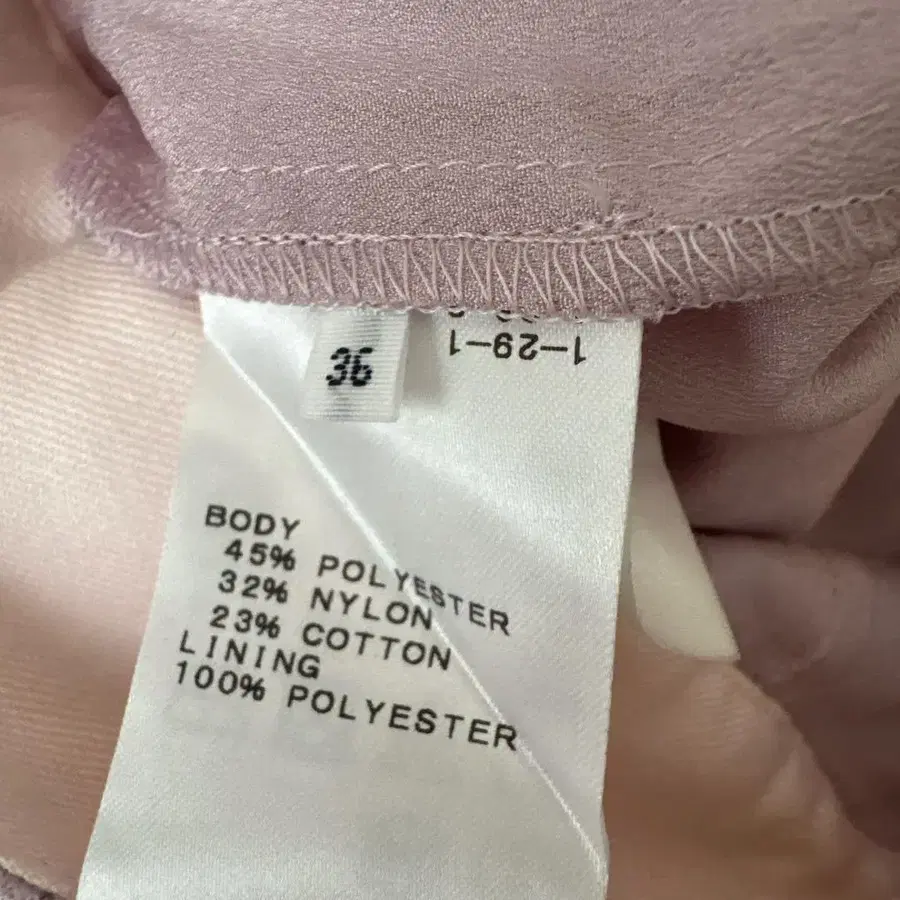 36
1-29-1
BODY
45% POLYESTER
32% NYLON
23% COTTON
LINING
100% POLYESTER